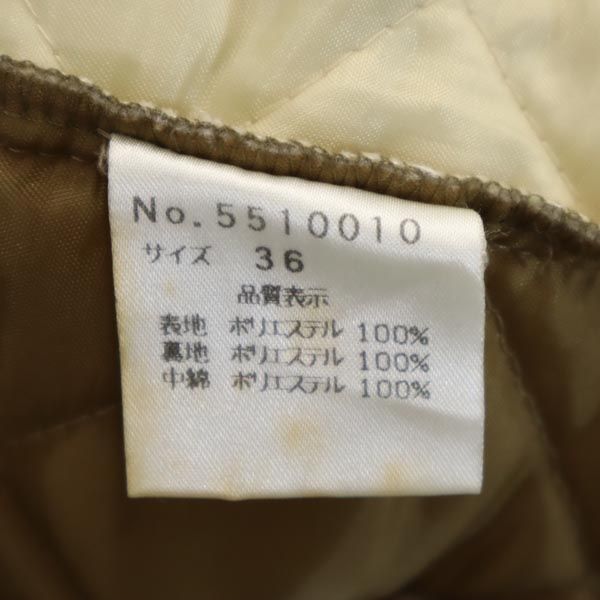 No.5510010
サイズ 36
品質表示
表地 ポリエステル 100%
裏地 ポリエステル 100%
中綿 ポリエステル 100%